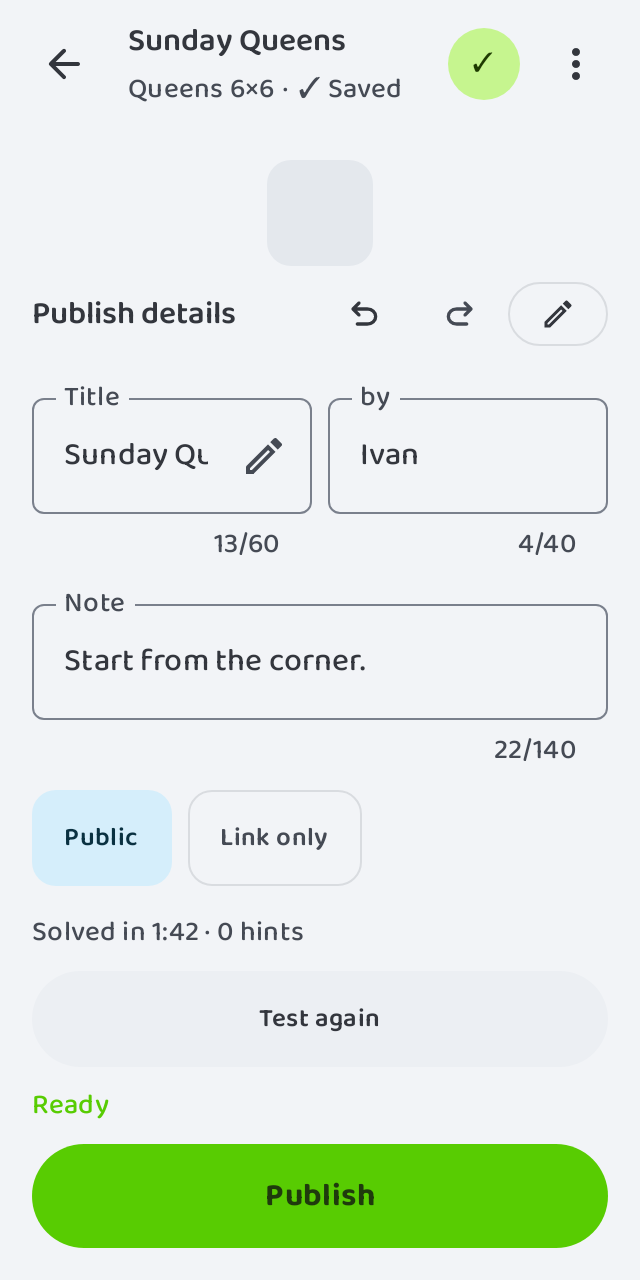 Sunday Queens
Queens 6×6 · ✓ Saved
✓
Publish details
Title
by
Sunday Qu
Ivan
13/60
4/40
Note
Start from the corner.
22/140
Public
Link only
Solved in 1:42 · 0 hints
Test again
Ready
Publish